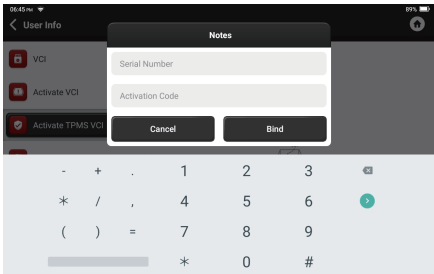 06:45 PM
89%
User Info
Notes
VCI
Serial Number
Activate VCI
Activation Code
Activate TPMS VCI
Cancel
Bind
- + . 1 2 3
* / , 4 5 6
( ) = 7 8 9
* 0 #